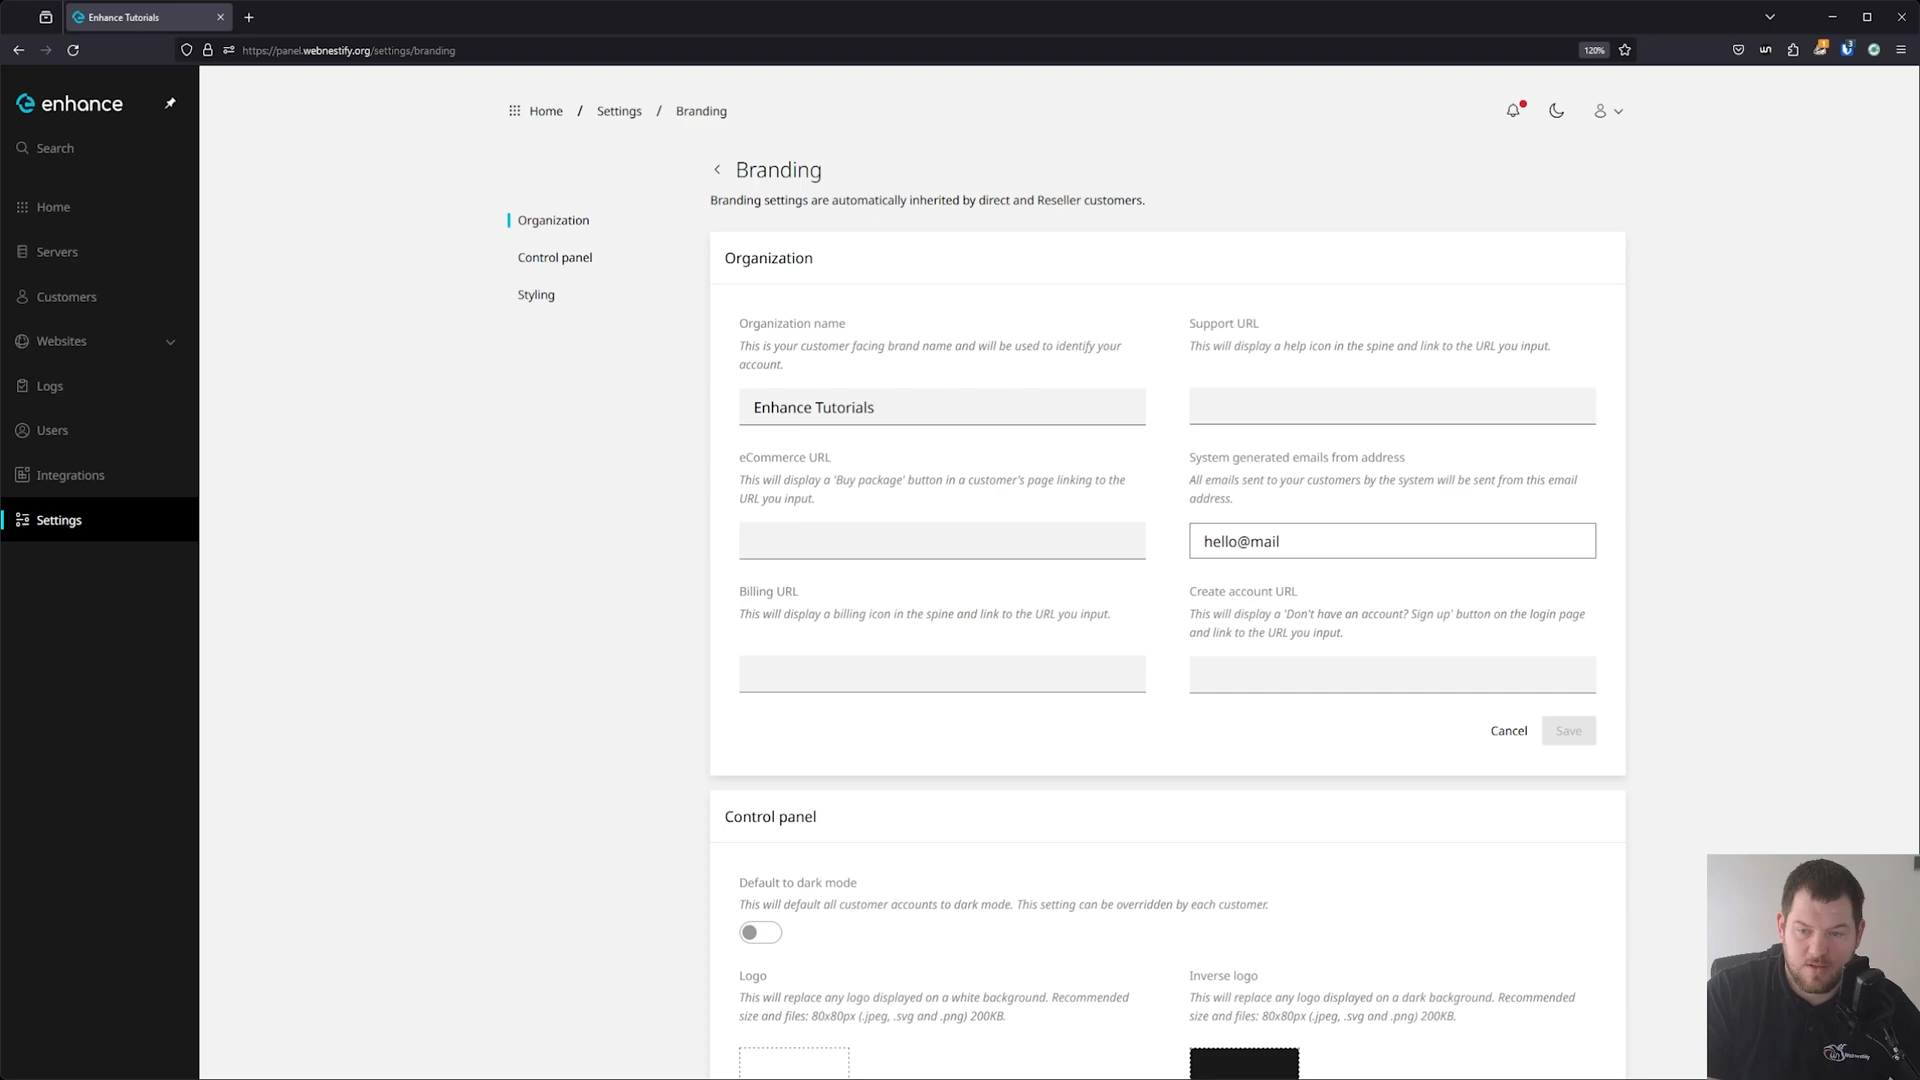 Enhance Tutorials
https://panel.webnestify.org/settings/branding
120%
enhance
Search
Home
Servers
Customers
Websites
Logs
Users
Integrations
Settings
Home / Settings / Branding
Organization
Control panel
Styling
Branding
Branding settings are automatically inherited by direct and Reseller customers.
Organization
Organization name
This is your customer facing brand name and will be used to identify your
account.
Enhance Tutorials
Support URL
This will display a help icon in the spine and link to the URL you input.
eCommerce URL
This will display a 'Buy package' button in a customer's page linking to the
URL you input.
System generated emails from address
All emails sent to your customers by the system will be sent from this email
address.
hello@mail
Billing URL
This will display a billing icon in the spine and link to the URL you input.
Create account URL
This will display a 'Don't have an account? Sign up' button on the login page
and link to the URL you input.
Cancel
Save
Control panel
Default to dark mode
This will default all customer accounts to dark mode. This setting can be overridden by each customer.
Logo
This will replace any logo displayed on a white background. Recommended
size and files: 80x80px (.jpeg, .svg and .png) 200KB.
Inverse logo
This will replace any logo displayed on a dark background. Recommended
size and files: 80x80px (.jpeg, .svg and .png) 200KB.